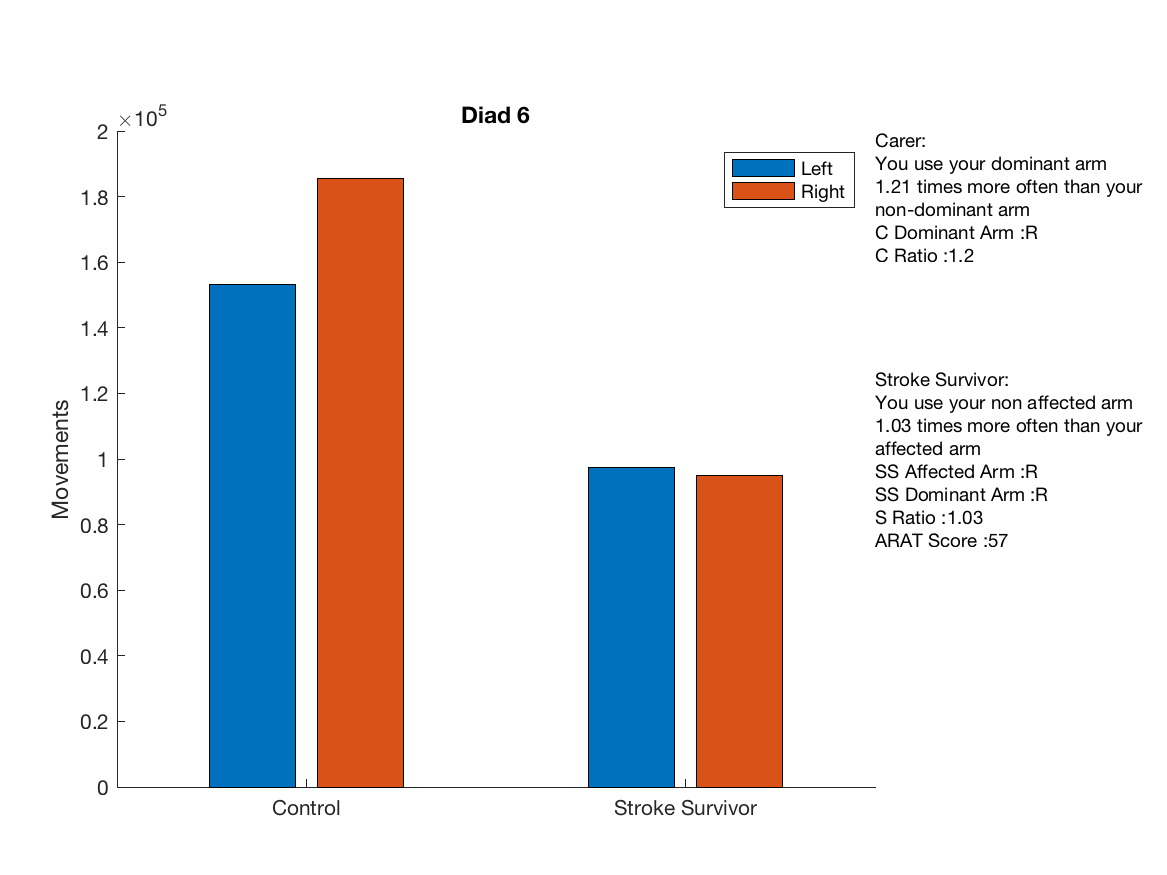 Diad 6
×10^5
2
1.8
1.6
1.4
1.2
1
0.8
0.6
0.4
0.2
0
Movements
Control
Stroke Survivor
Left
Right
Carer:
You use your dominant arm
1.21 times more often than your
non-dominant arm
C Dominant Arm :R
C Ratio :1.2
Stroke Survivor:
You use your non affected arm
1.03 times more often than your
affected arm
SS Affected Arm :R
SS Dominant Arm :R
S Ratio :1.03
ARAT Score :57